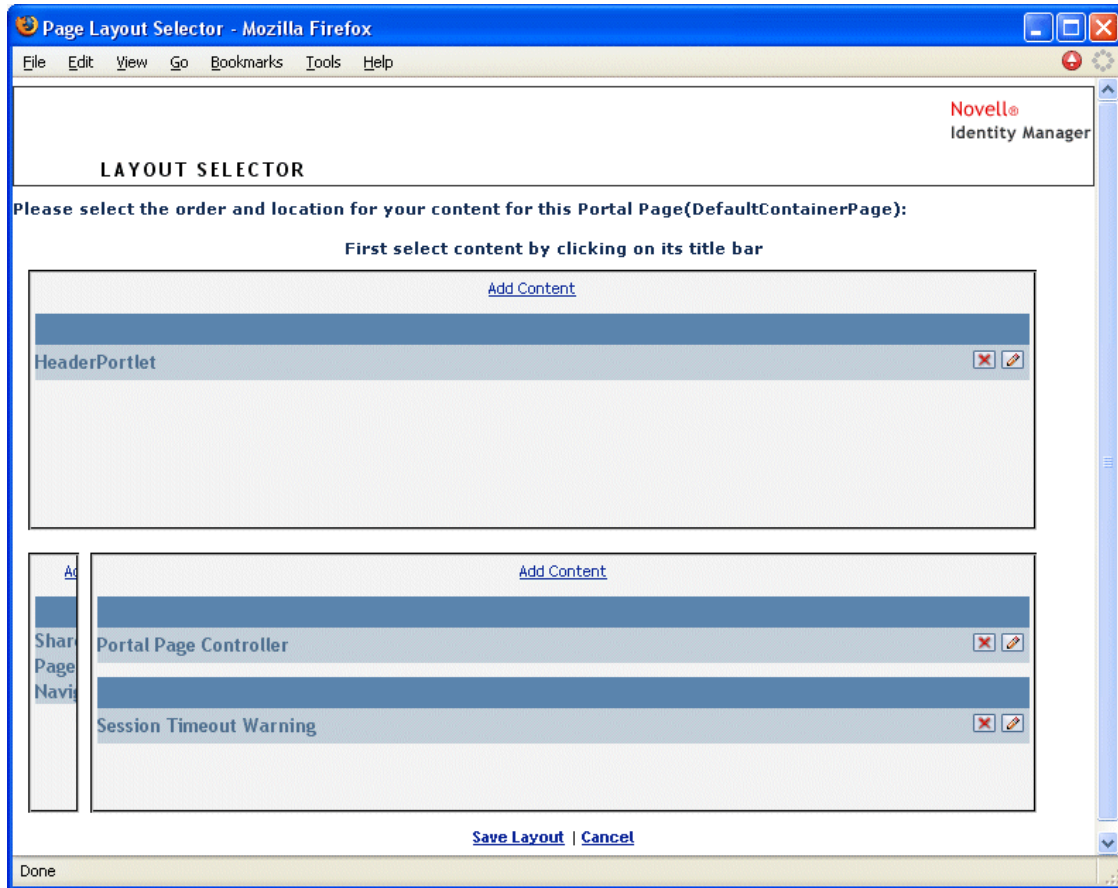 Page Layout Selector - Mozilla Firefox
File Edit View Go Bookmarks Tools Help
Novell®
Identity Manager
LAYOUT SELECTOR
Please select the order and location for your content for this Portal Page(DefaultContainerPage):
First select content by clicking on its title bar
Add Content
HeaderPortlet
Add Content
Portal Page Controller
Session Timeout Warning
Page
Save Layout | Cancel
Done